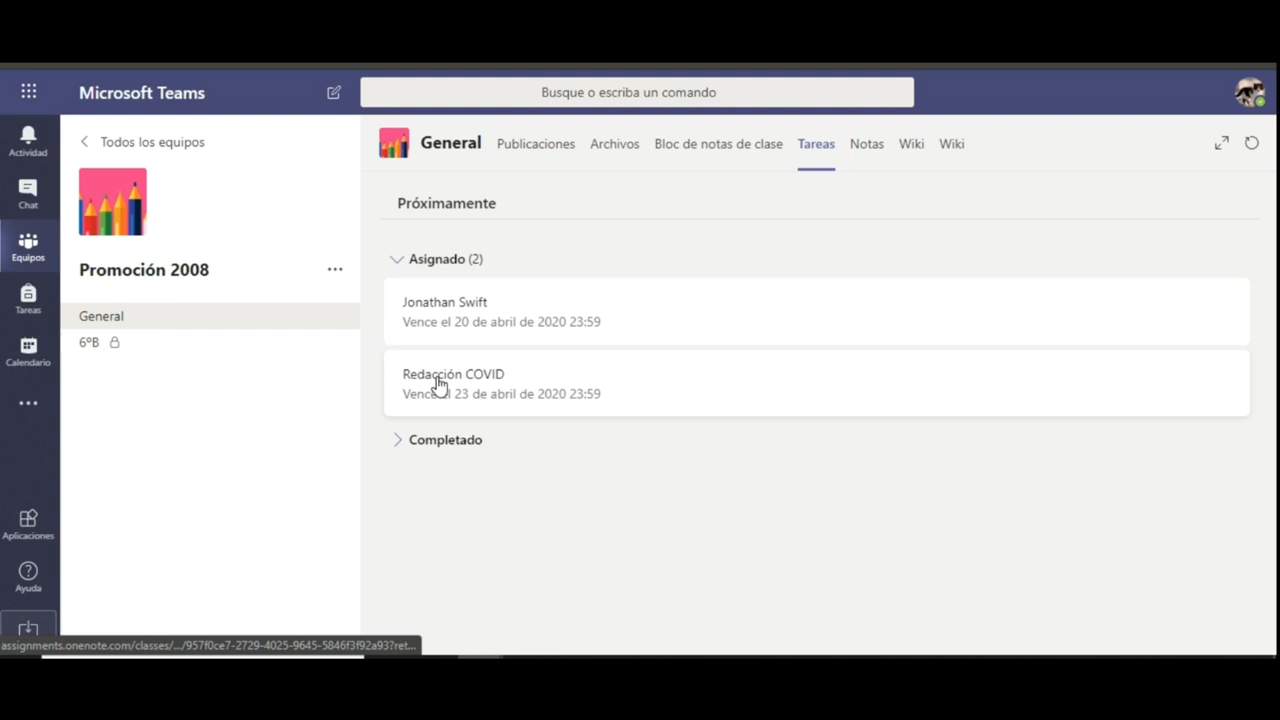 Microsoft Teams
Busque o escriba un comando
Actividad
Chat
Equipos
Tareas
Calendario
Aplicaciones
Ayuda
Todos los equipos
Promoción 2008
General
6ºB
General Publicaciones Archivos Bloc de notas de clase Tareas Notas Wiki Wiki
Próximamente
Asignado (2)
Jonathan Swift
Vence el 20 de abril de 2020 23:59
Redacción COVID
Vence el 23 de abril de 2020 23:59
Completado
assignments.onenote.com/classes/.../957f0ce7-2729-4025-9645-5846f3f92a93?ret...